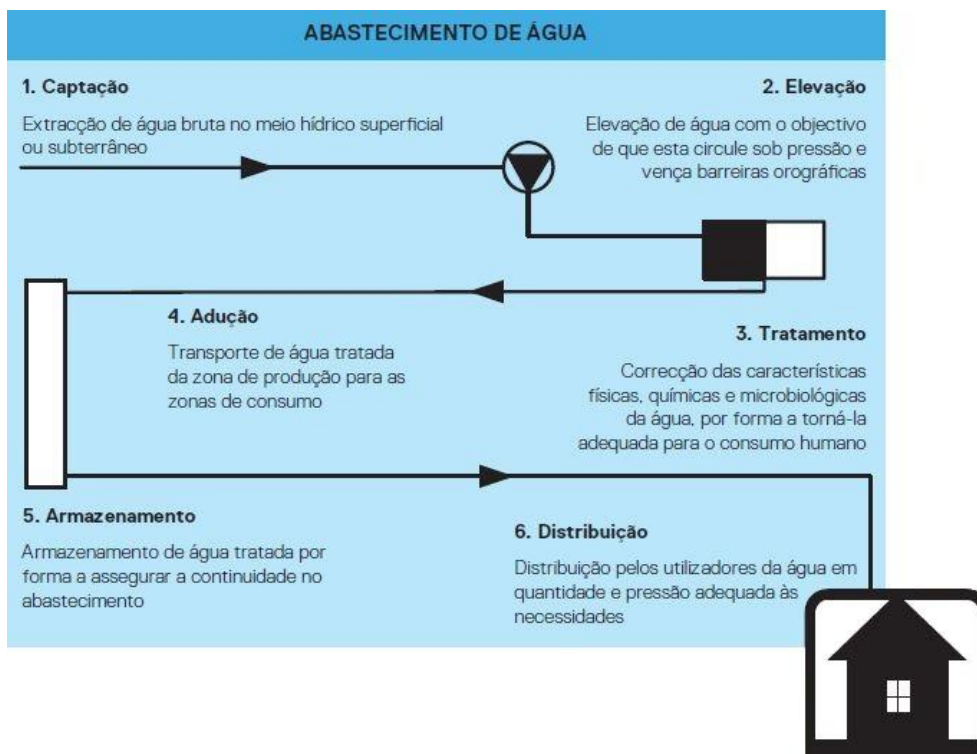 ABASTECIMENTO DE ÁGUA
1. Captação
Extracção de água bruta no meio hídrico superficial
ou subterrâneo
2. Elevação
Elevação de água com o objectivo
de que esta circule sob pressão e
vença barreiras orográficas
3. Tratamento
Correcção das características
físicas, químicas e microbiológicas
da água, por forma a torná-la
adequada para o consumo humano
4. Adução
Transporte de água tratada
da zona de produção para as
zonas de consumo
5. Armazenamento
Armazenamento de água tratada por
forma a assegurar a continuidade no
abastecimento
6. Distribuição
Distribuição pelos utilizadores da água em
quantidade e pressão adequada às
necessidades